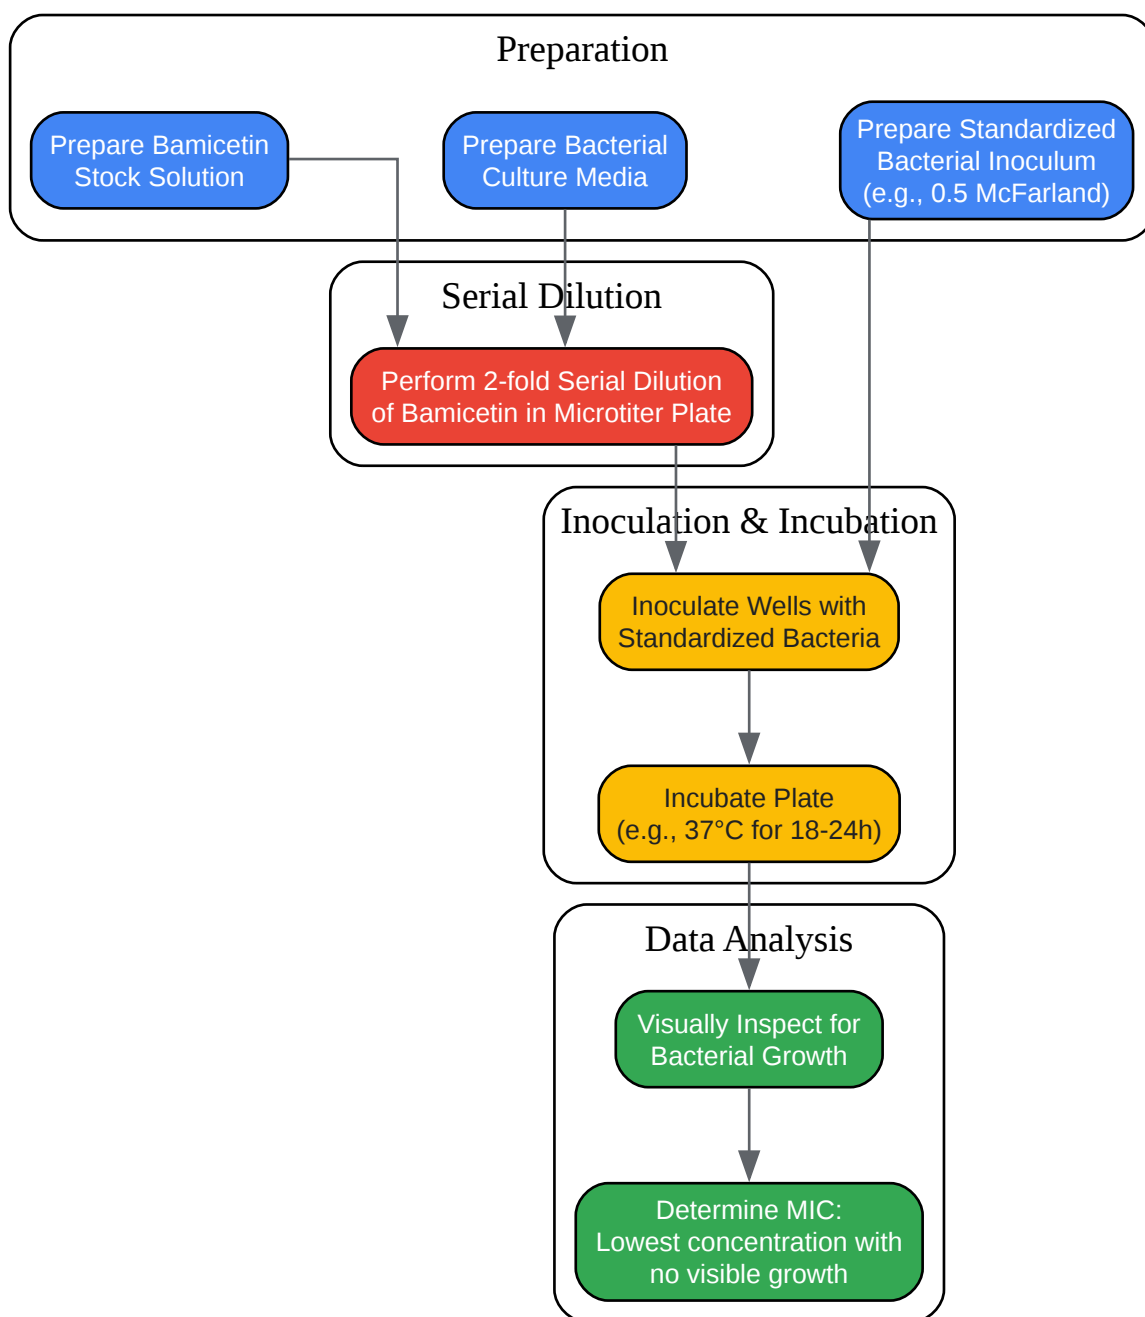 Preparation
Prepare Bamicetin
Stock Solution
Prepare Bacterial
Culture Media
Prepare Standardized
Bacterial Inoculum
(e.g., 0.5 McFarland)
Serial Dilution
Perform 2-fold Serial Dilution
of Bamicetin in Microtiter Plate
Inoculation & Incubation
Inoculate Wells with
Standardized Bacteria
Incubate Plate
(e.g., 37°C for 18-24h)
Data Analysis
Visually Inspect for
Bacterial Growth
Determine MIC:
Lowest concentration with
no visible growth